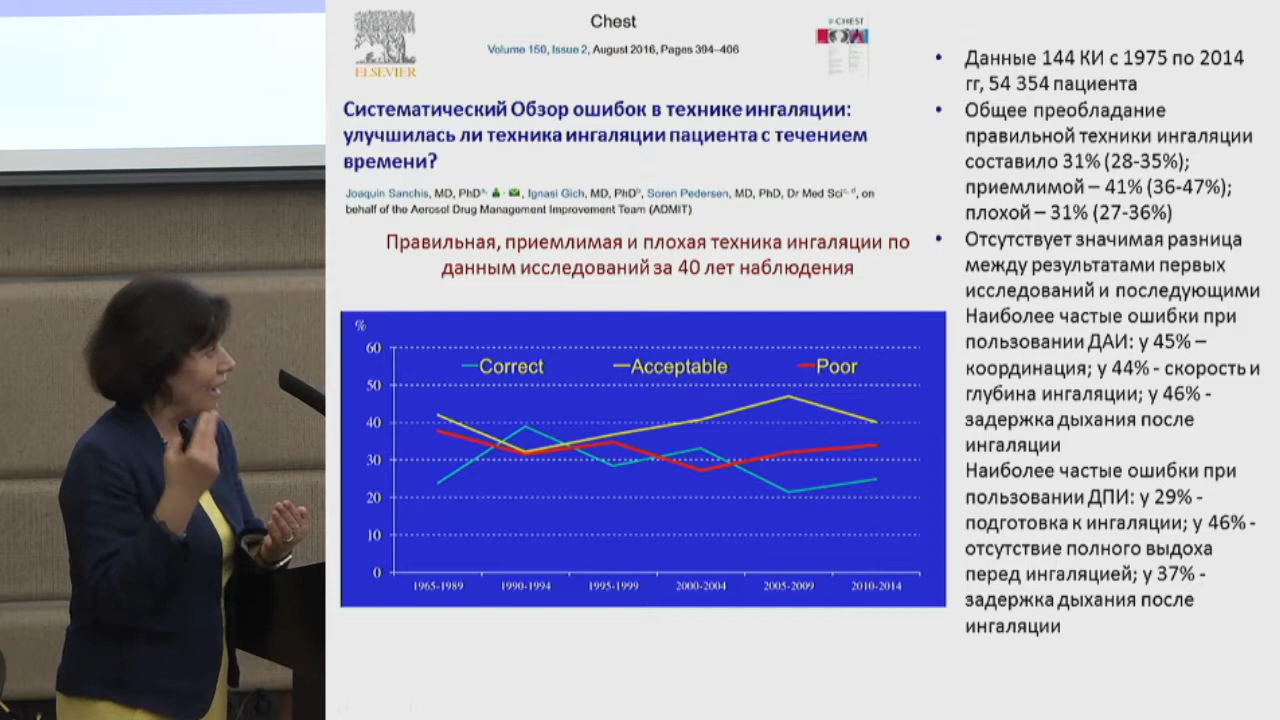 ELSEVIER
Chest
Volume 150, Issue 2, August 2016, Pages 394–406
CHEST
Систематический Обзор ошибок в технике ингаляции:
улучшилась ли техника ингаляции пациента с течением
времени?
Joaquin Sanchis, MD, PhD, Ignasi Gich, MD, PhD, Soren Pedersen, MD, PhD, Dr Med Sci, on
behalf of the Aerosol Drug Management Improvement Team (ADMIT)
Правильная, приемлимая и плохая техника ингаляции по
данным исследований за 40 лет наблюдения
%
Correct Acceptable Poor
60
50
40
30
20
10
0
1965-1989 1990-1994 1995-1999 2000-2004 2005-2009 2010-2014
• Данные 144 КИ с 1975 по 2014
гг, 54 354 пациента
• Общее преобладание
правильной техники ингаляции
составило 31% (28-35%);
приемлимой – 41% (36-47%);
плохой – 31% (27-36%)
• Отсутствует значимая разница
между результатами первых
исследований и последующими
Наиболее частые ошибки при
пользовании ДАИ: у 45% –
координация; у 44% - скорость и
глубина ингаляции; у 46% -
задержка дыхания после
ингаляции
Наиболее частые ошибки при
пользовании ДПИ: у 29% -
подготовка к ингаляции; у 46% -
отсутствие полного выдоха
перед ингаляцией; у 37% -
задержка дыхания после
ингаляции